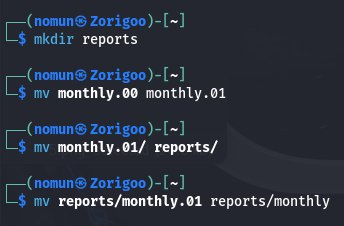 ┌──(nomun㉿Zorigoo)-[~]
└─$ mkdir reports
┌──(nomun㉿Zorigoo)-[~]
└─$ mv monthly.00 monthly.01
┌──(nomun㉿Zorigoo)-[~]
└─$ mv monthly.01/ reports/
┌──(nomun㉿Zorigoo)-[~]
└─$ mv reports/monthly.01 reports/monthly